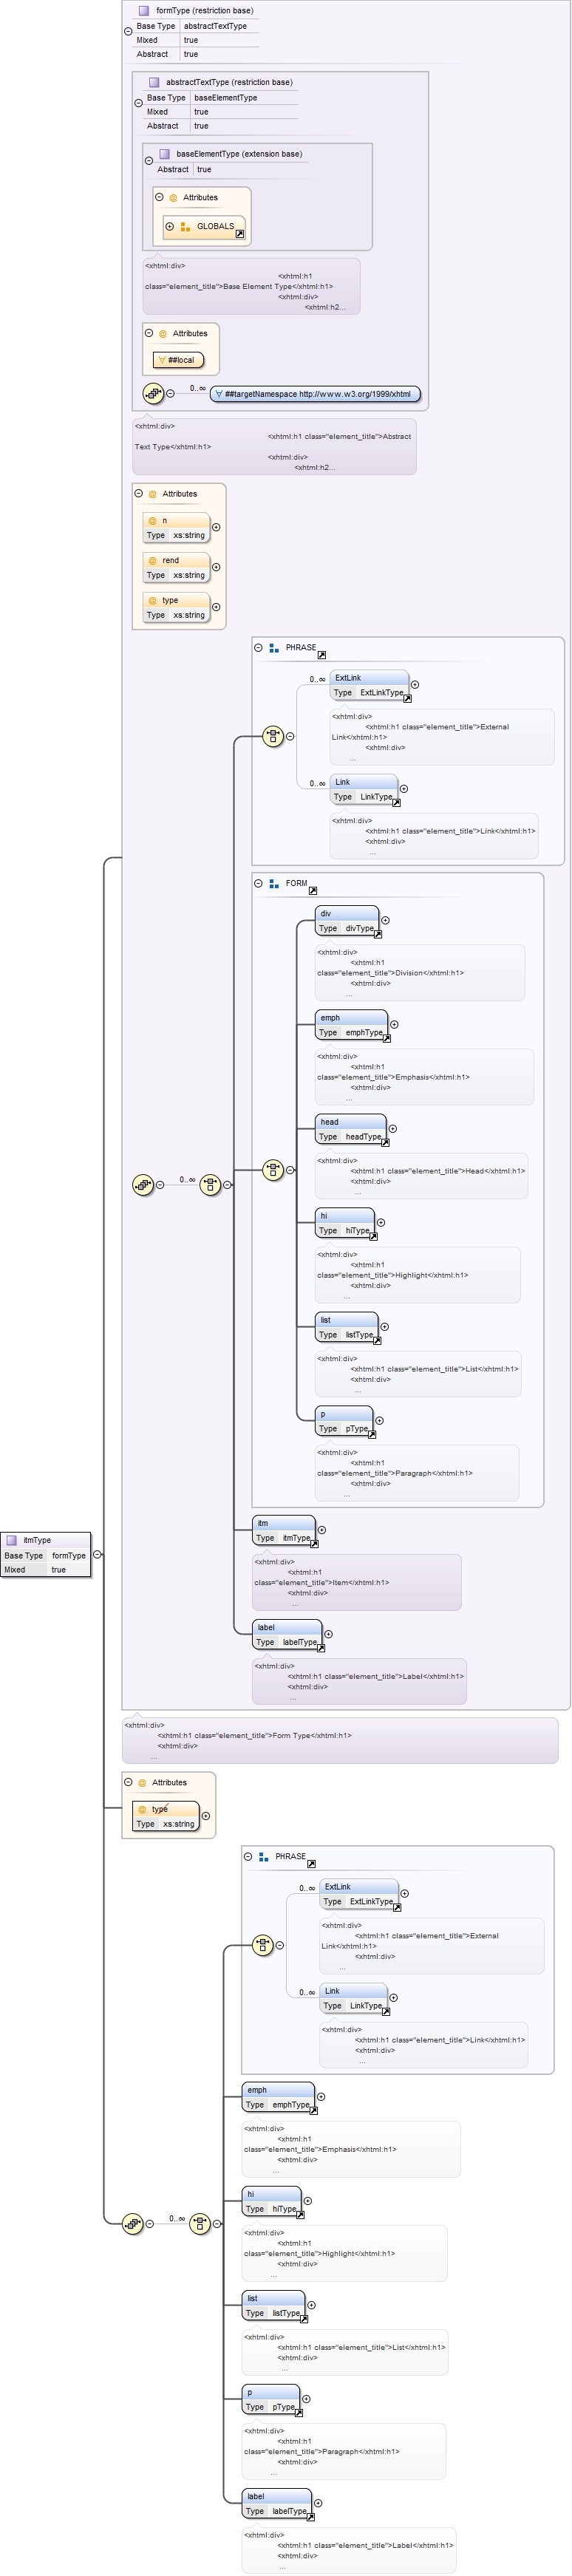 formType (restriction base)
Base Type abstractTextType
Mixed true
Abstract true
abstractTextType (restriction base)
Base Type baseElementType
Mixed true
Abstract true
baseElementType (extension base)
Abstract true
@ Attributes
GLOBALS
<xhtml:div>
<xhtml:h1
class="element_title">Base Element Type</xhtml:h1>
<xhtml:div>
<xhtml:h2...
@ Attributes
##local
0..∞ ##targetNamespace http://www.w3.org/1999/xhtml
<xhtml:div>
<xhtml:h1 class="element_title">Abstract
Text Type</xhtml:h1>
<xhtml:div>
<xhtml:h2...
@ Attributes
@ n
Type xs:string
@ rend
Type xs:string
@ type
Type xs:string
PHRASE
0..∞ ExtLink
Type ExtLinkType
<xhtml:div>
<xhtml:h1 class="element_title">External
Link</xhtml:h1>
<xhtml:div>
...
0..∞ Link
Type LinkType
<xhtml:div>
<xhtml:h1 class="element_title">Link</xhtml:h1>
<xhtml:div>
...
FORM
div
Type divType
<xhtml:div>
<xhtml:h1
class="element_title">Division</xhtml:h1>
<xhtml:div>
...
emph
Type emphType
<xhtml:div>
<xhtml:h1
class="element_title">Emphasis</xhtml:h1>
<xhtml:div>
...
head
Type headType
<xhtml:div>
<xhtml:h1 class="element_title">Head</xhtml:h1>
<xhtml:div>
...
0..∞
hi
Type hiType
<xhtml:div>
<xhtml:h1
class="element_title">Highlight</xhtml:h1>
<xhtml:div>
...
list
Type listType
<xhtml:div>
<xhtml:h1 class="element_title">List</xhtml:h1>
<xhtml:div>
...
p
Type pType
<xhtml:div>
<xhtml:h1
class="element_title">Paragraph</xhtml:h1>
<xhtml:div>
...
itm
Type itmType
itmType
Base Type formType
Mixed true
<xhtml:div>
<xhtml:h1
class="element_title">Item</xhtml:h1>
<xhtml:div>
...
label
Type labelType
<xhtml:div>
<xhtml:h1 class="element_title">Label</xhtml:h1>
<xhtml:div>
...
<xhtml:div>
<xhtml:h1 class="element_title">Form Type</xhtml:h1>
<xhtml:div>
...
@ Attributes
@ type
Type xs:string
PHRASE
0..∞ ExtLink
Type ExtLinkType
<xhtml:div>
<xhtml:h1 class="element_title">External
Link</xhtml:h1>
<xhtml:div>
...
0..∞ Link
Type LinkType
<xhtml:div>
<xhtml:h1 class="element_title">Link</xhtml:h1>
<xhtml:div>
...
emph
Type emphType
<xhtml:div>
<xhtml:h1
class="element_title">Emphasis</xhtml:h1>
<xhtml:div>
...
hi
Type hiType
0..∞
<xhtml:div>
<xhtml:h1
class="element_title">Highlight</xhtml:h1>
<xhtml:div>
...
list
Type listType
<xhtml:div>
<xhtml:h1 class="element_title">List</xhtml:h1>
<xhtml:div>
...
p
Type pType
<xhtml:div>
<xhtml:h1
class="element_title">Paragraph</xhtml:h1>
<xhtml:div>
...
label
Type labelType
<xhtml:div>
<xhtml:h1 class="element_title">Label</xhtml:h1>
<xhtml:div>
...